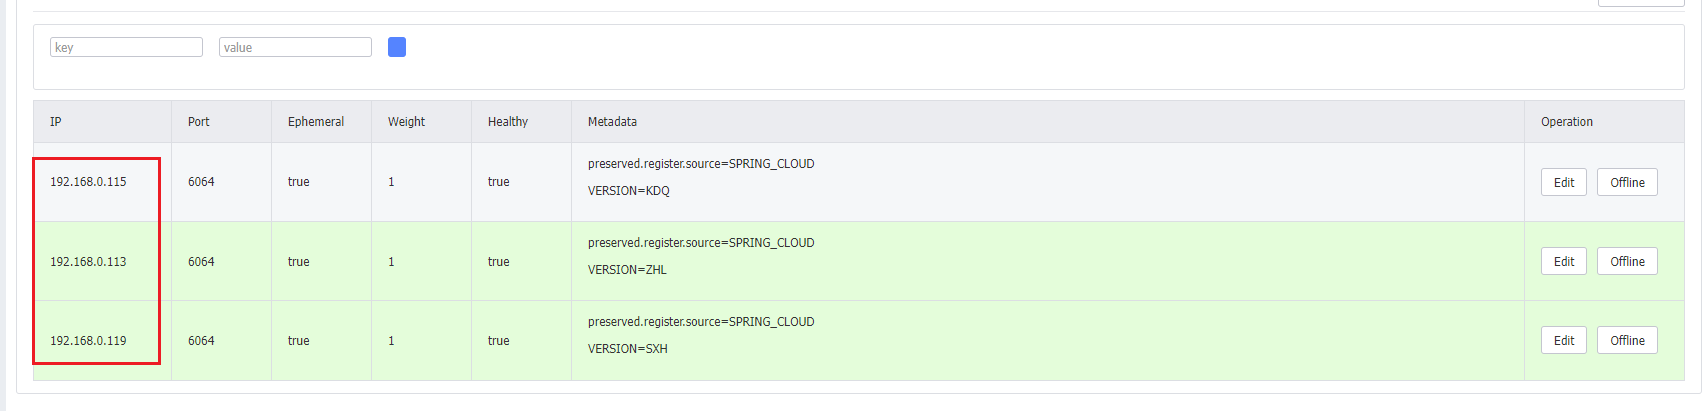 key value
IP Port Ephemeral Weight Healthy Metadata Operation
192.168.0.115 6064 true 1 true preserved.register.source=SPRING_CLOUD Edit Offline
VERSION=KDQ
192.168.0.113 6064 true 1 true preserved.register.source=SPRING_CLOUD Edit Offline
VERSION=ZHL
192.168.0.119 6064 true 1 true preserved.register.source=SPRING_CLOUD Edit Offline
VERSION=SXH